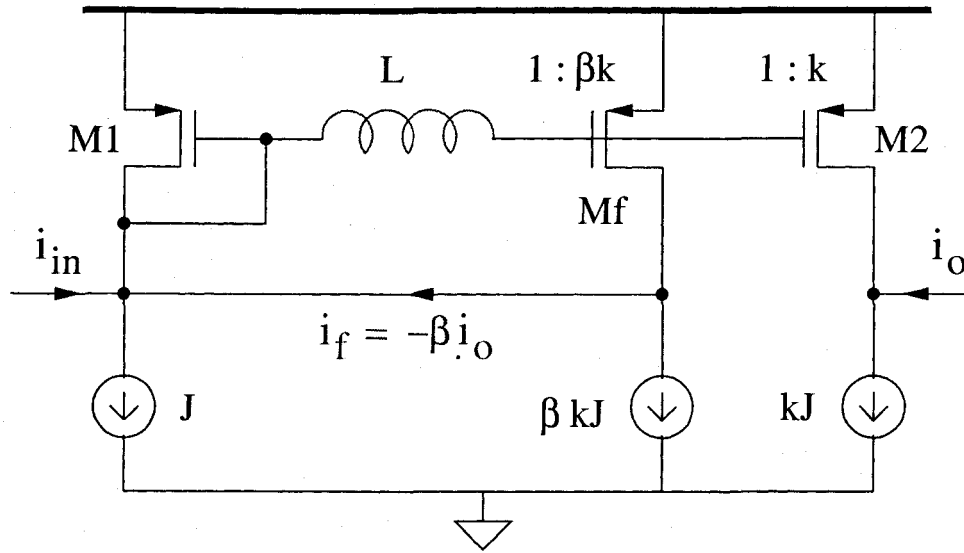 L
1 : βk
1 : k
M1
M2
Mf
i_in
i_o
i_f = -β i_o
J
β kJ
kJ